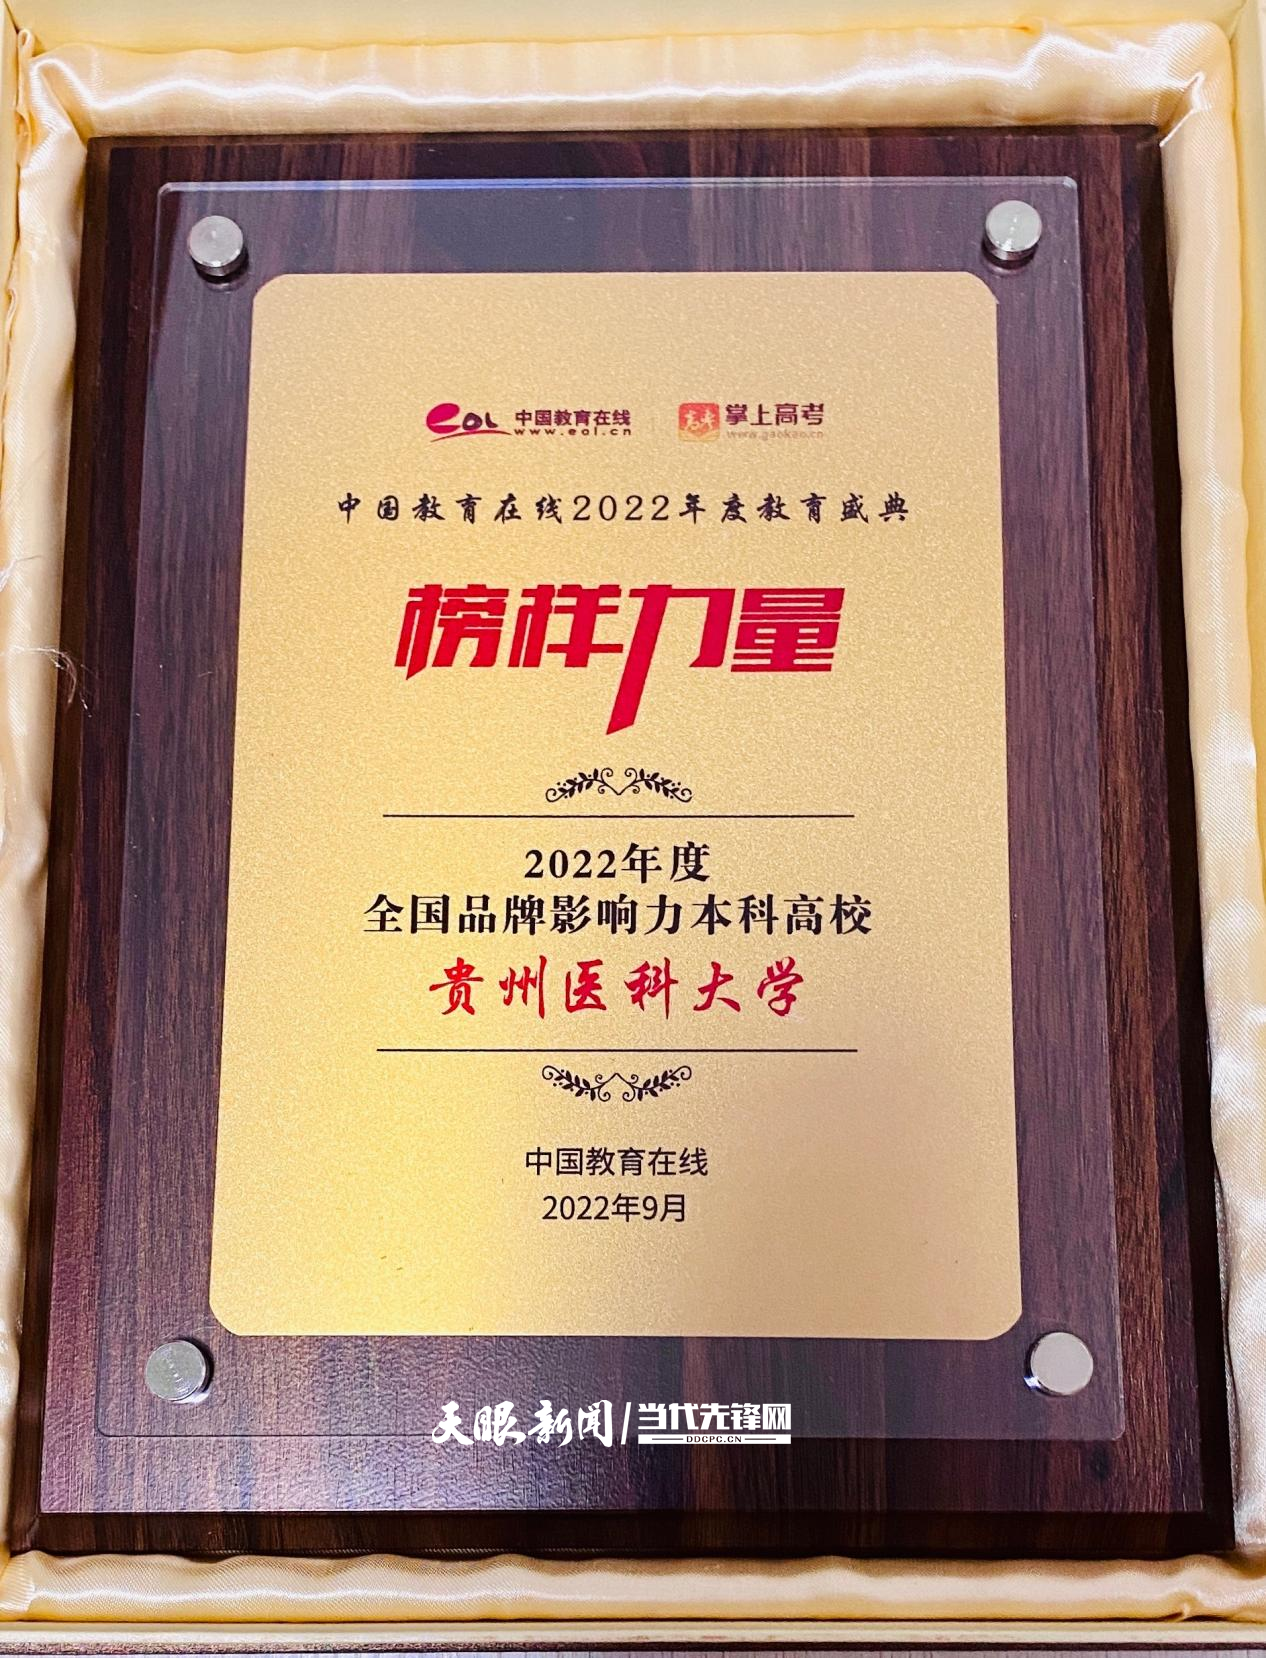 eol 中国教育在线 www.eol.cn 高考 掌上高考 www.gaokao.cn
中国教育在线2022年度教育盛典
榜样力量
2022年度
全国品牌影响力本科高校
贵州医科大学
中国教育在线
2022年9月
天眼新闻/当代先锋网
DDCPC.CN